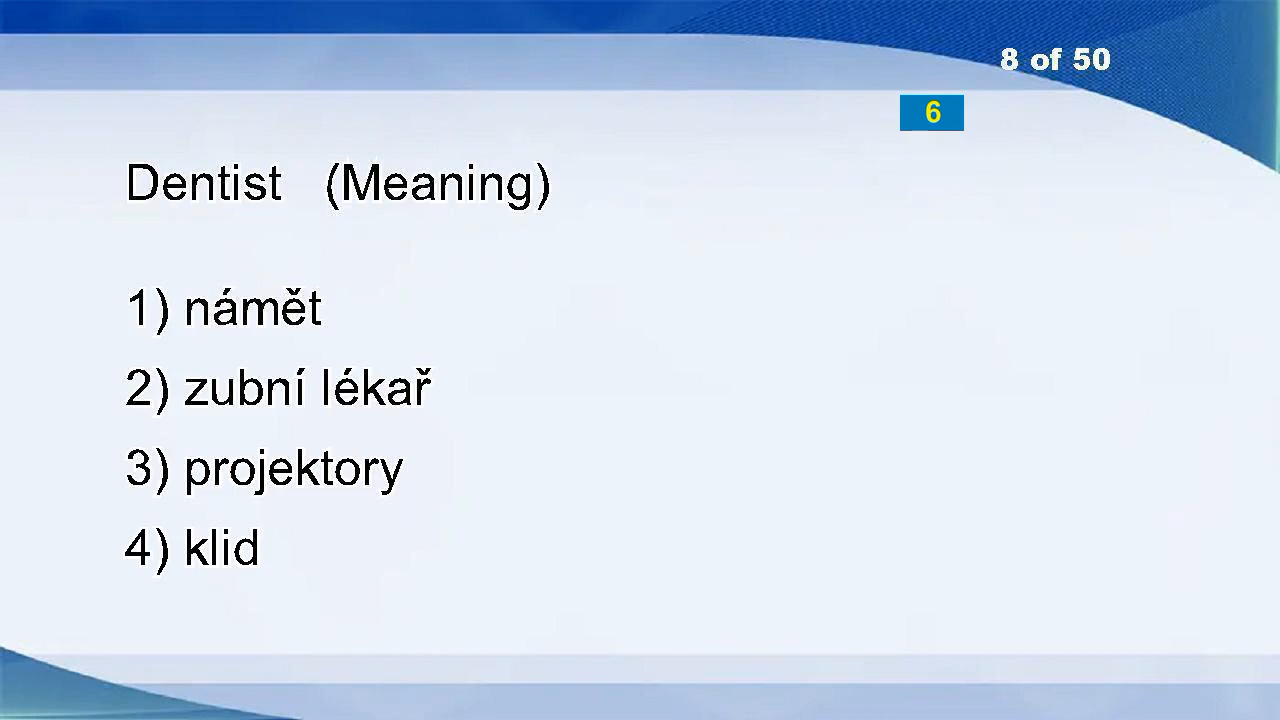 8 of 50
6
Dentist (Meaning)
1) námět
2) zubní lékař
3) projektory
4) klid